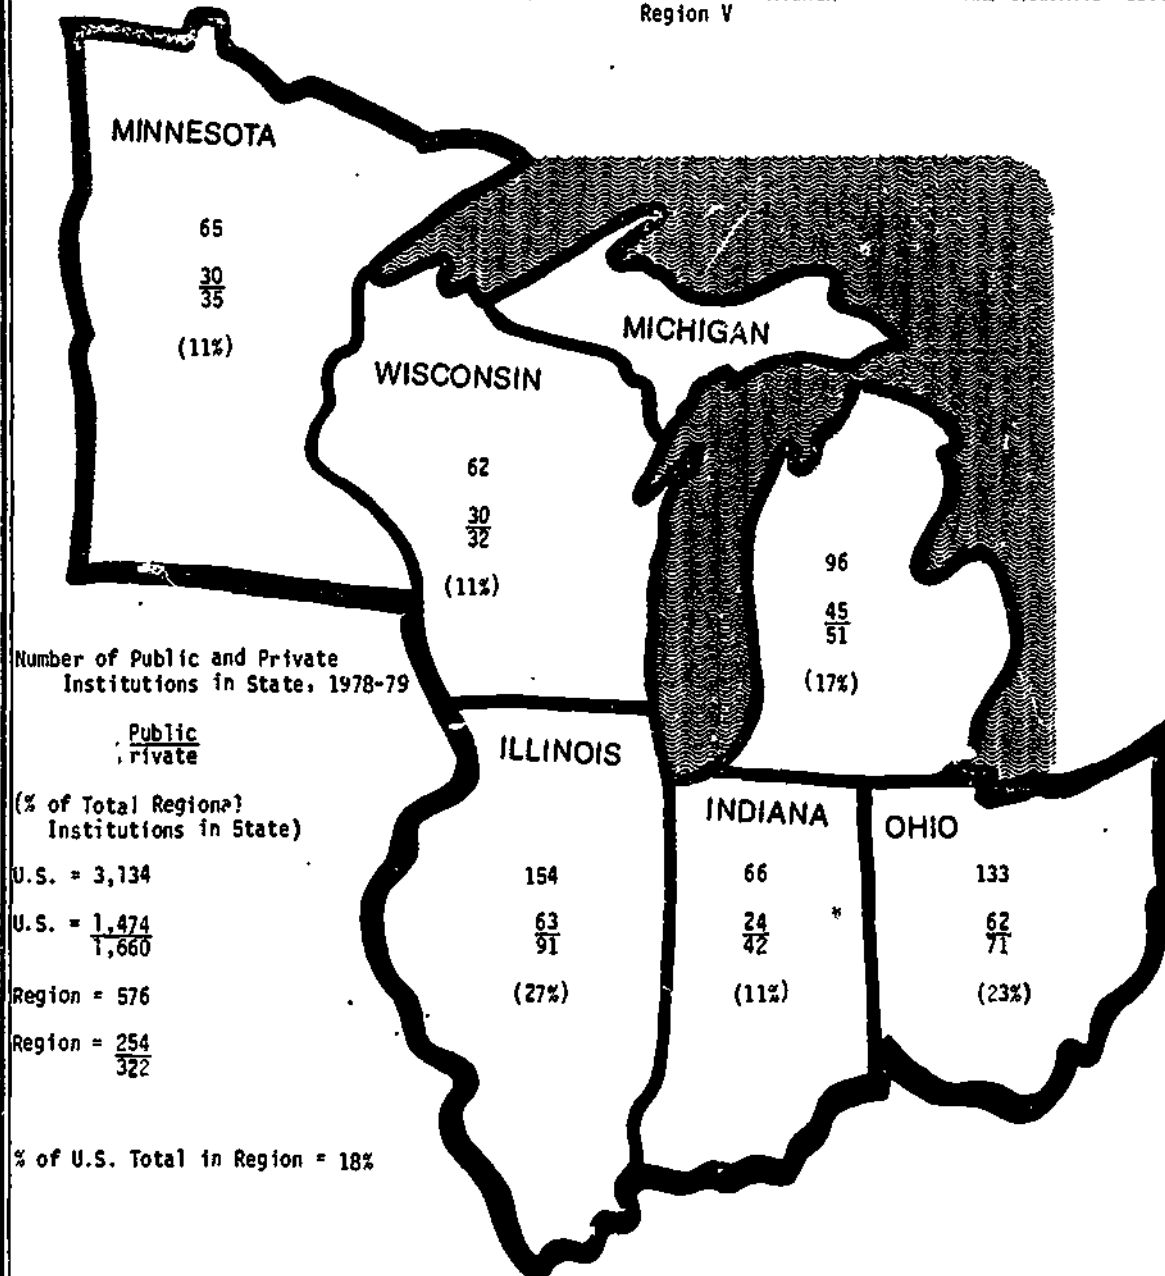 Region V
MINNESOTA
65
30
35
(11%)
MICHIGAN
WISCONSIN
62
30
32
(11%)
96
45
51
(17%)
Number of Public and Private
Institutions in State, 1978-79
Public
rivate
(% of Total Regional
Institutions in State)
U.S. = 3,134
U.S. = 1,474
1,660
Region = 576
Region = 254
322
% of U.S. Total in Region = 18%
ILLINOIS
154
63
91
(27%)
INDIANA
66
24
42
(11%)
*
OHIO
133
62
71
(23%)